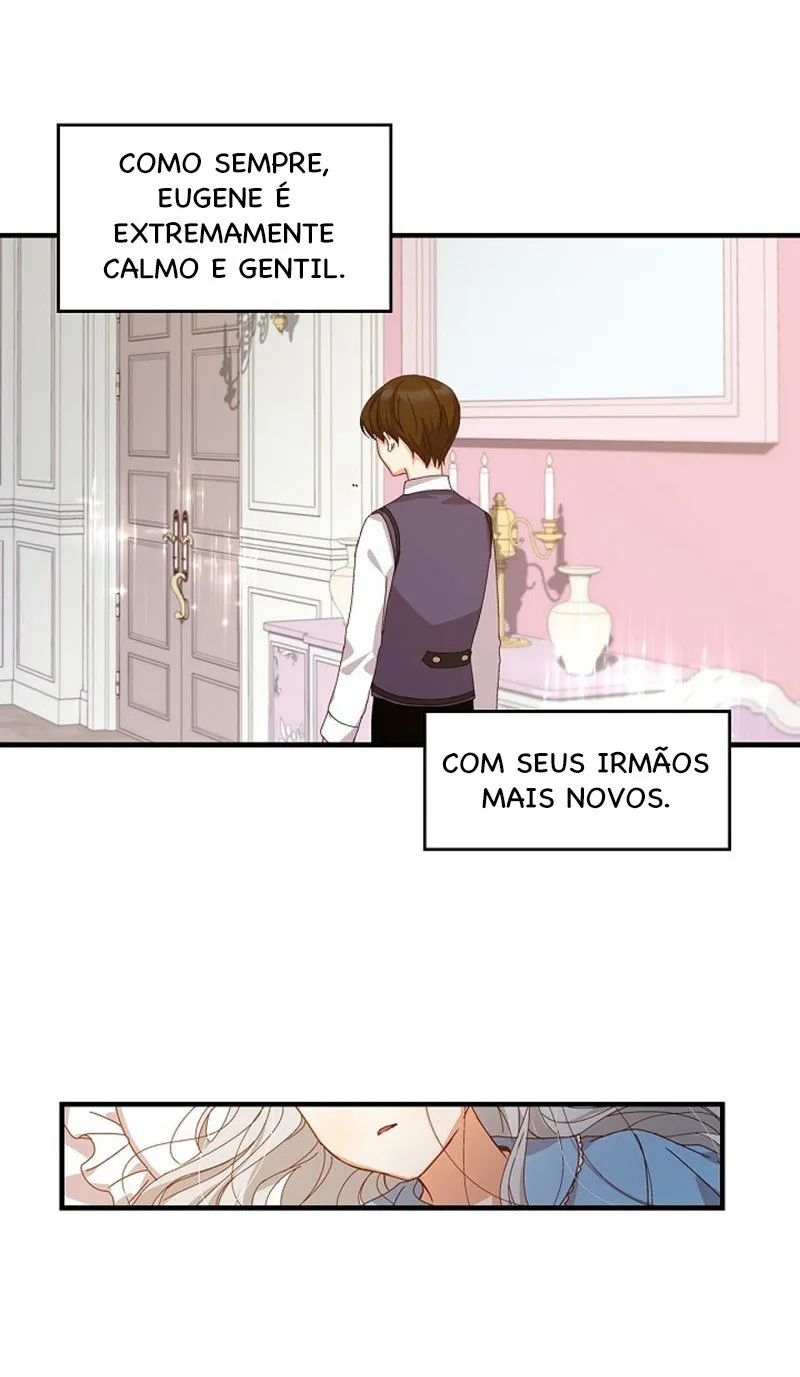 COMO SEMPRE,
EUGENE É
EXTREMAMENTE
CALMO E GENTIL.
COM SEUS IRMÃOS
MAIS NOVOS.